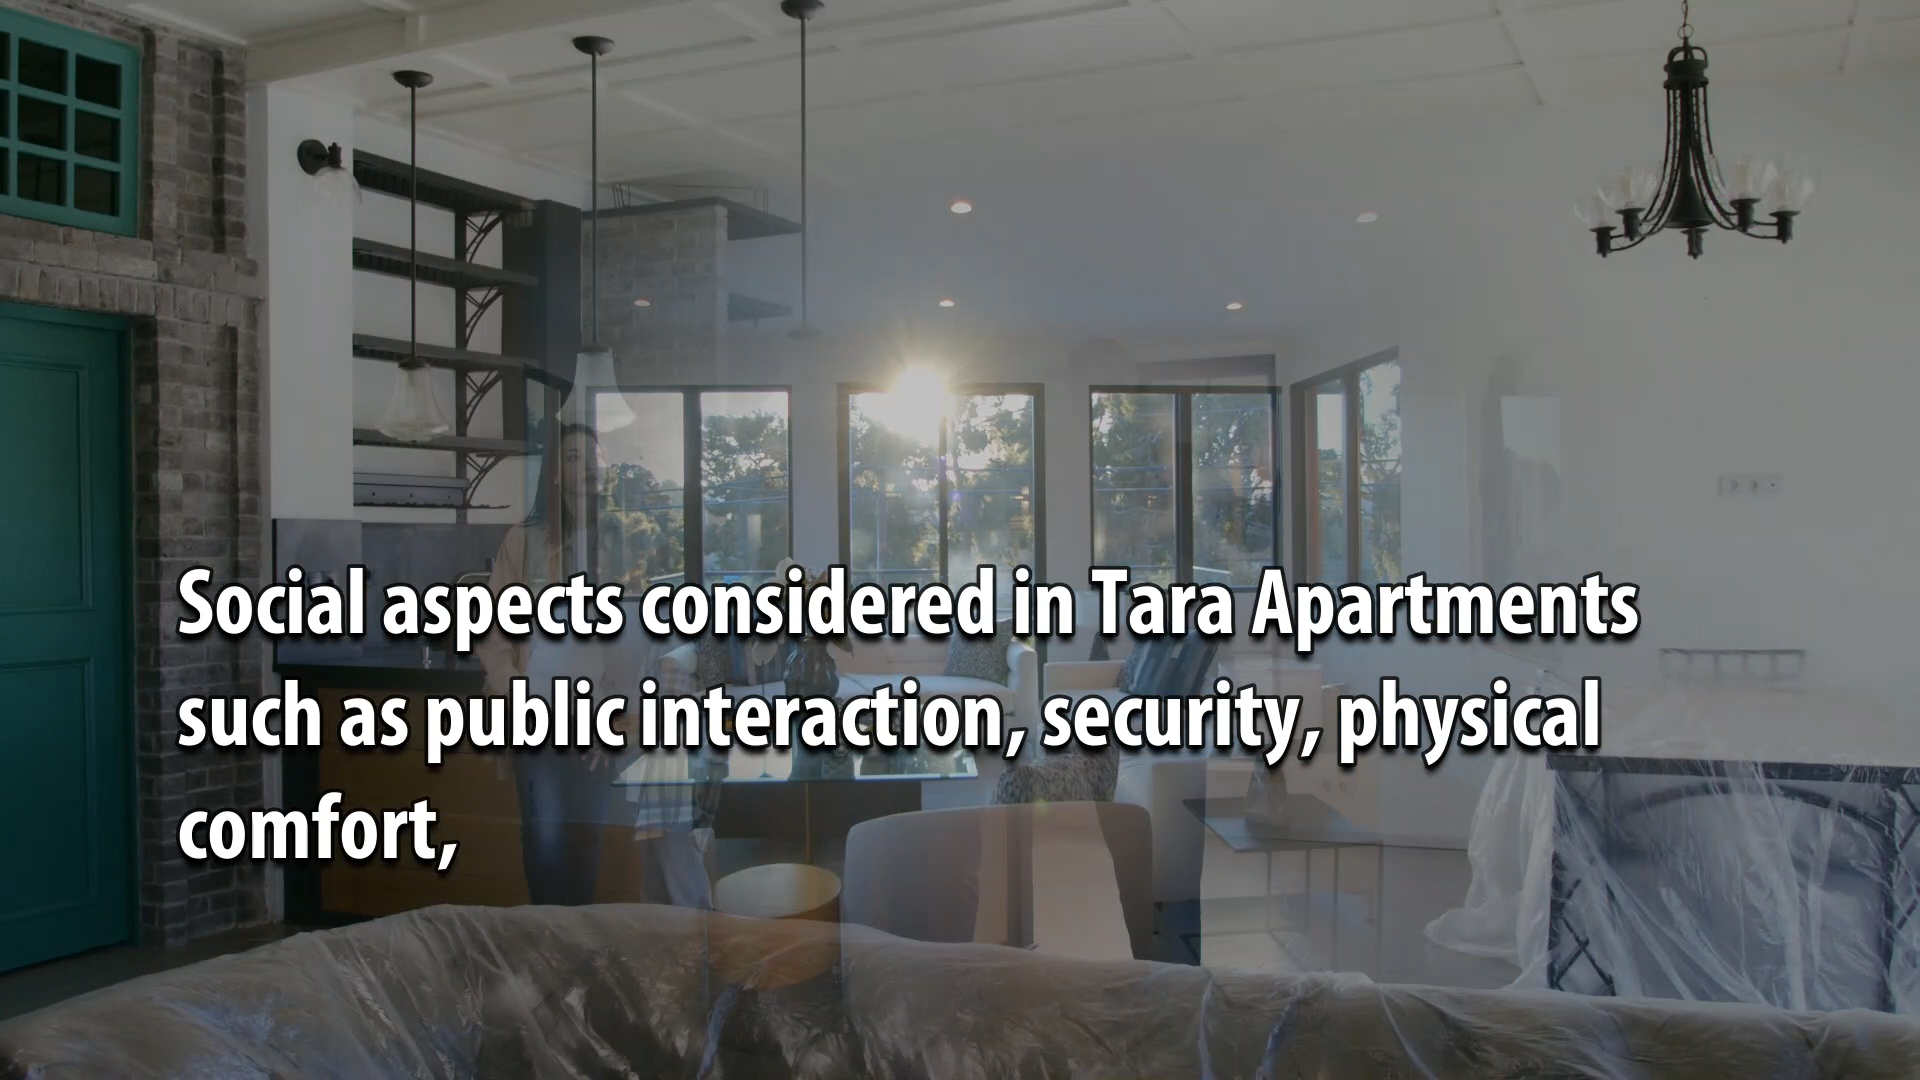 Social aspects considered in Tara Apartments
such as public interaction, security, physical
comfort,